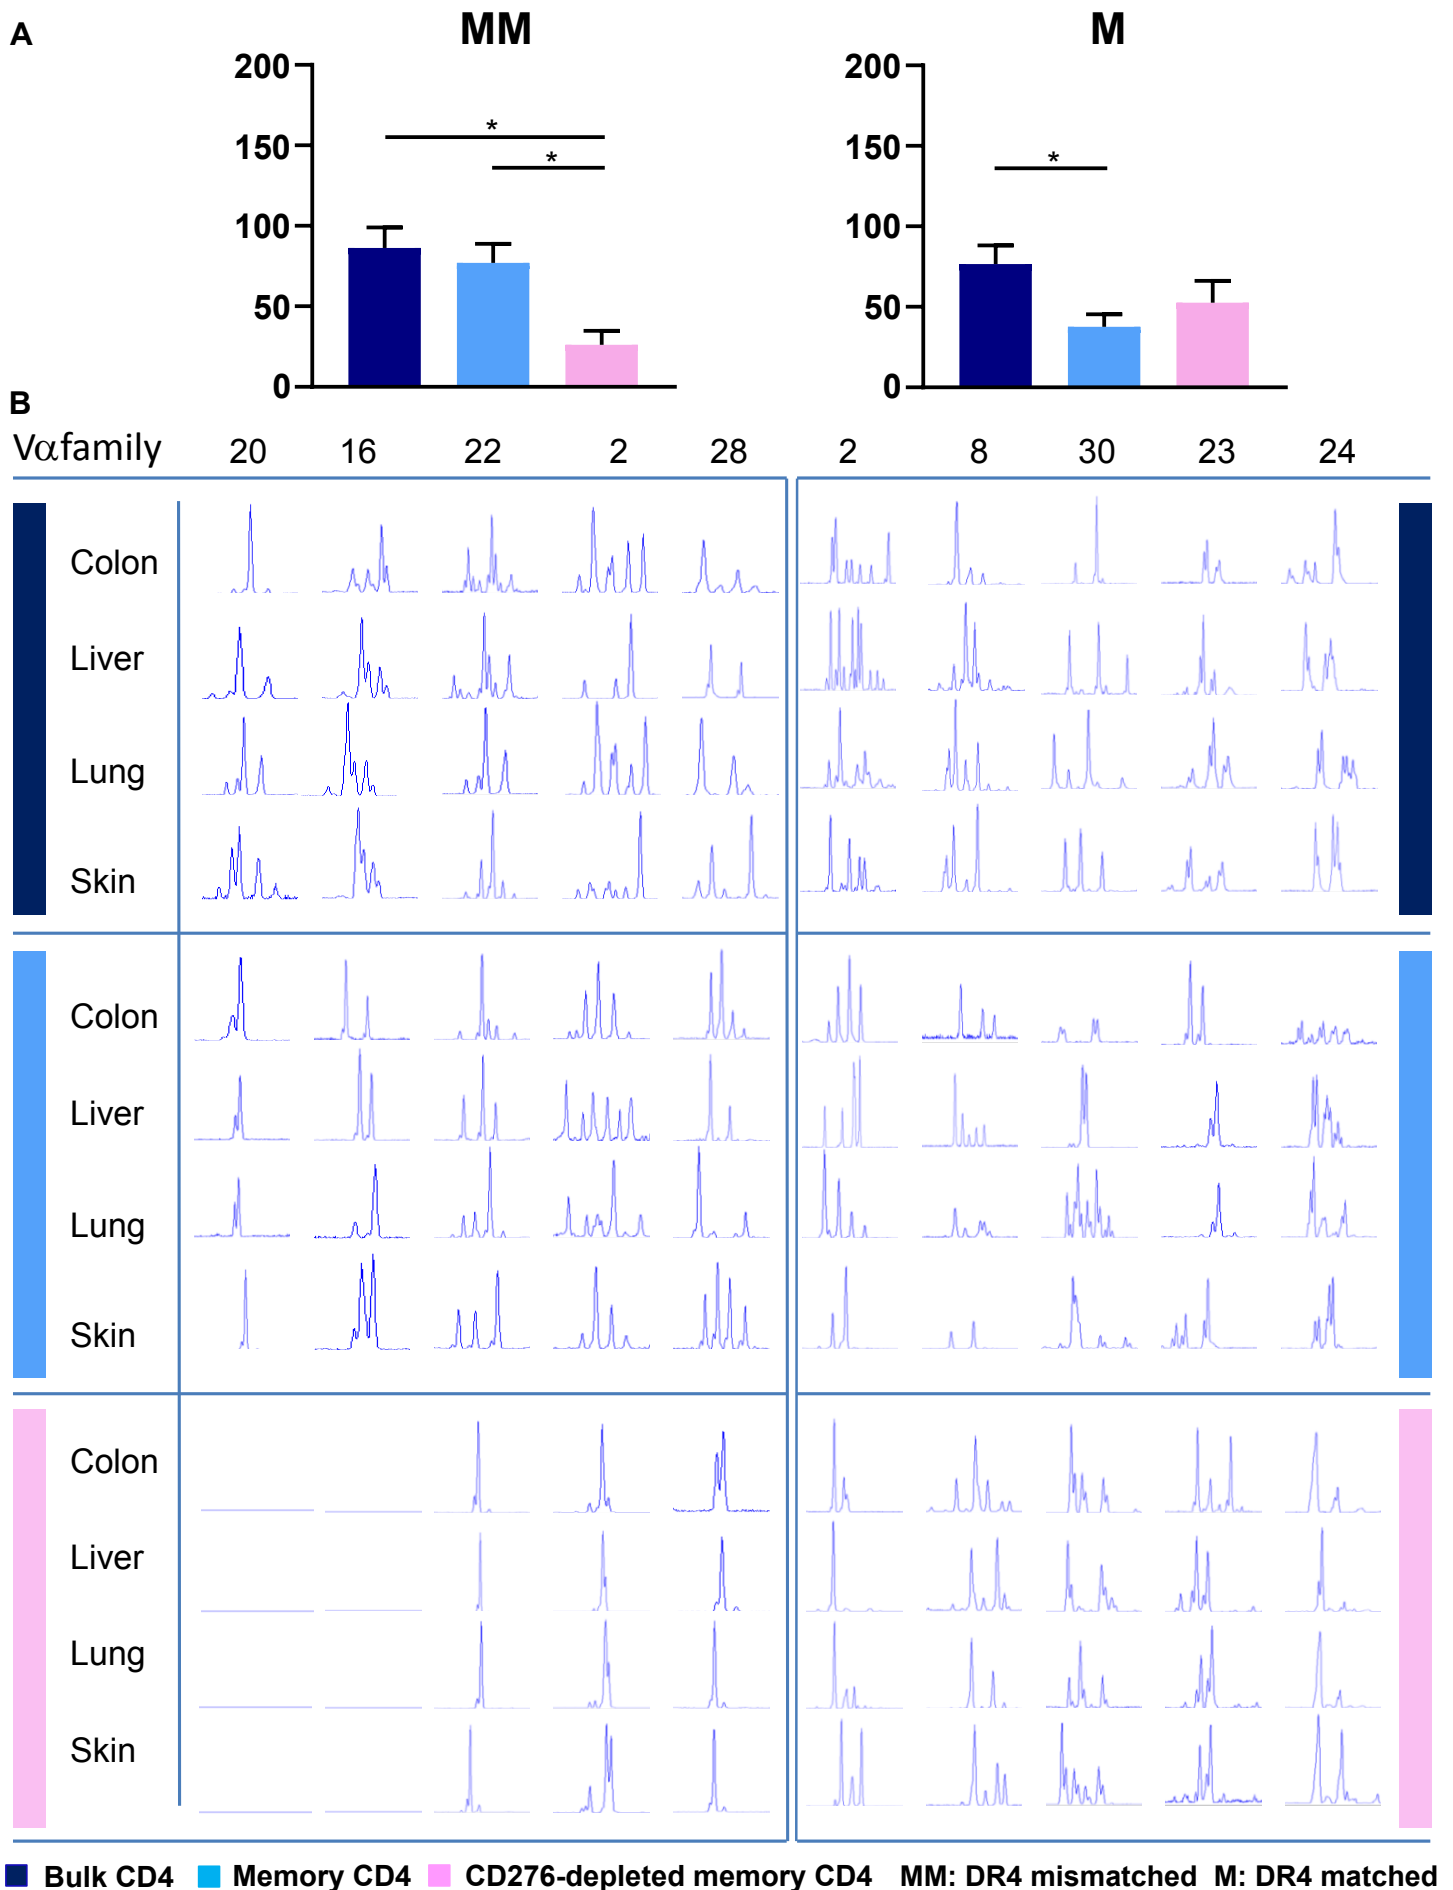 A
MM
M
200
150
100
50
0
*
*
200
150
100
50
0
*
B
Vαfamily 20 16 22 2 28 2 8 30 23 24
Colon
Liver
Lung
Skin
Colon
Liver
Lung
Skin
Colon
Liver
Lung
Skin
Bulk CD4 Memory CD4 CD276-depleted memory CD4 MM: DR4 mismatched M: DR4 matched